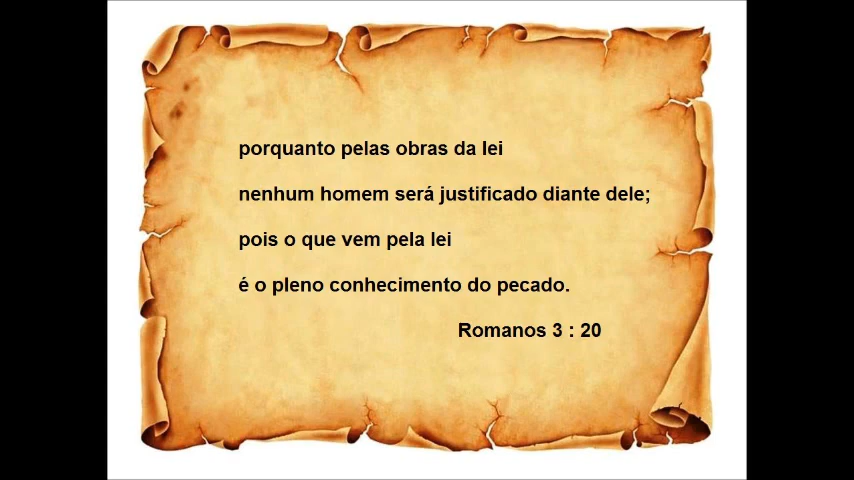 porquanto pelas obras da lei
nenhum homem será justificado diante dele;
pois o que vem pela lei
é o pleno conhecimento do pecado.
Romanos 3 : 20